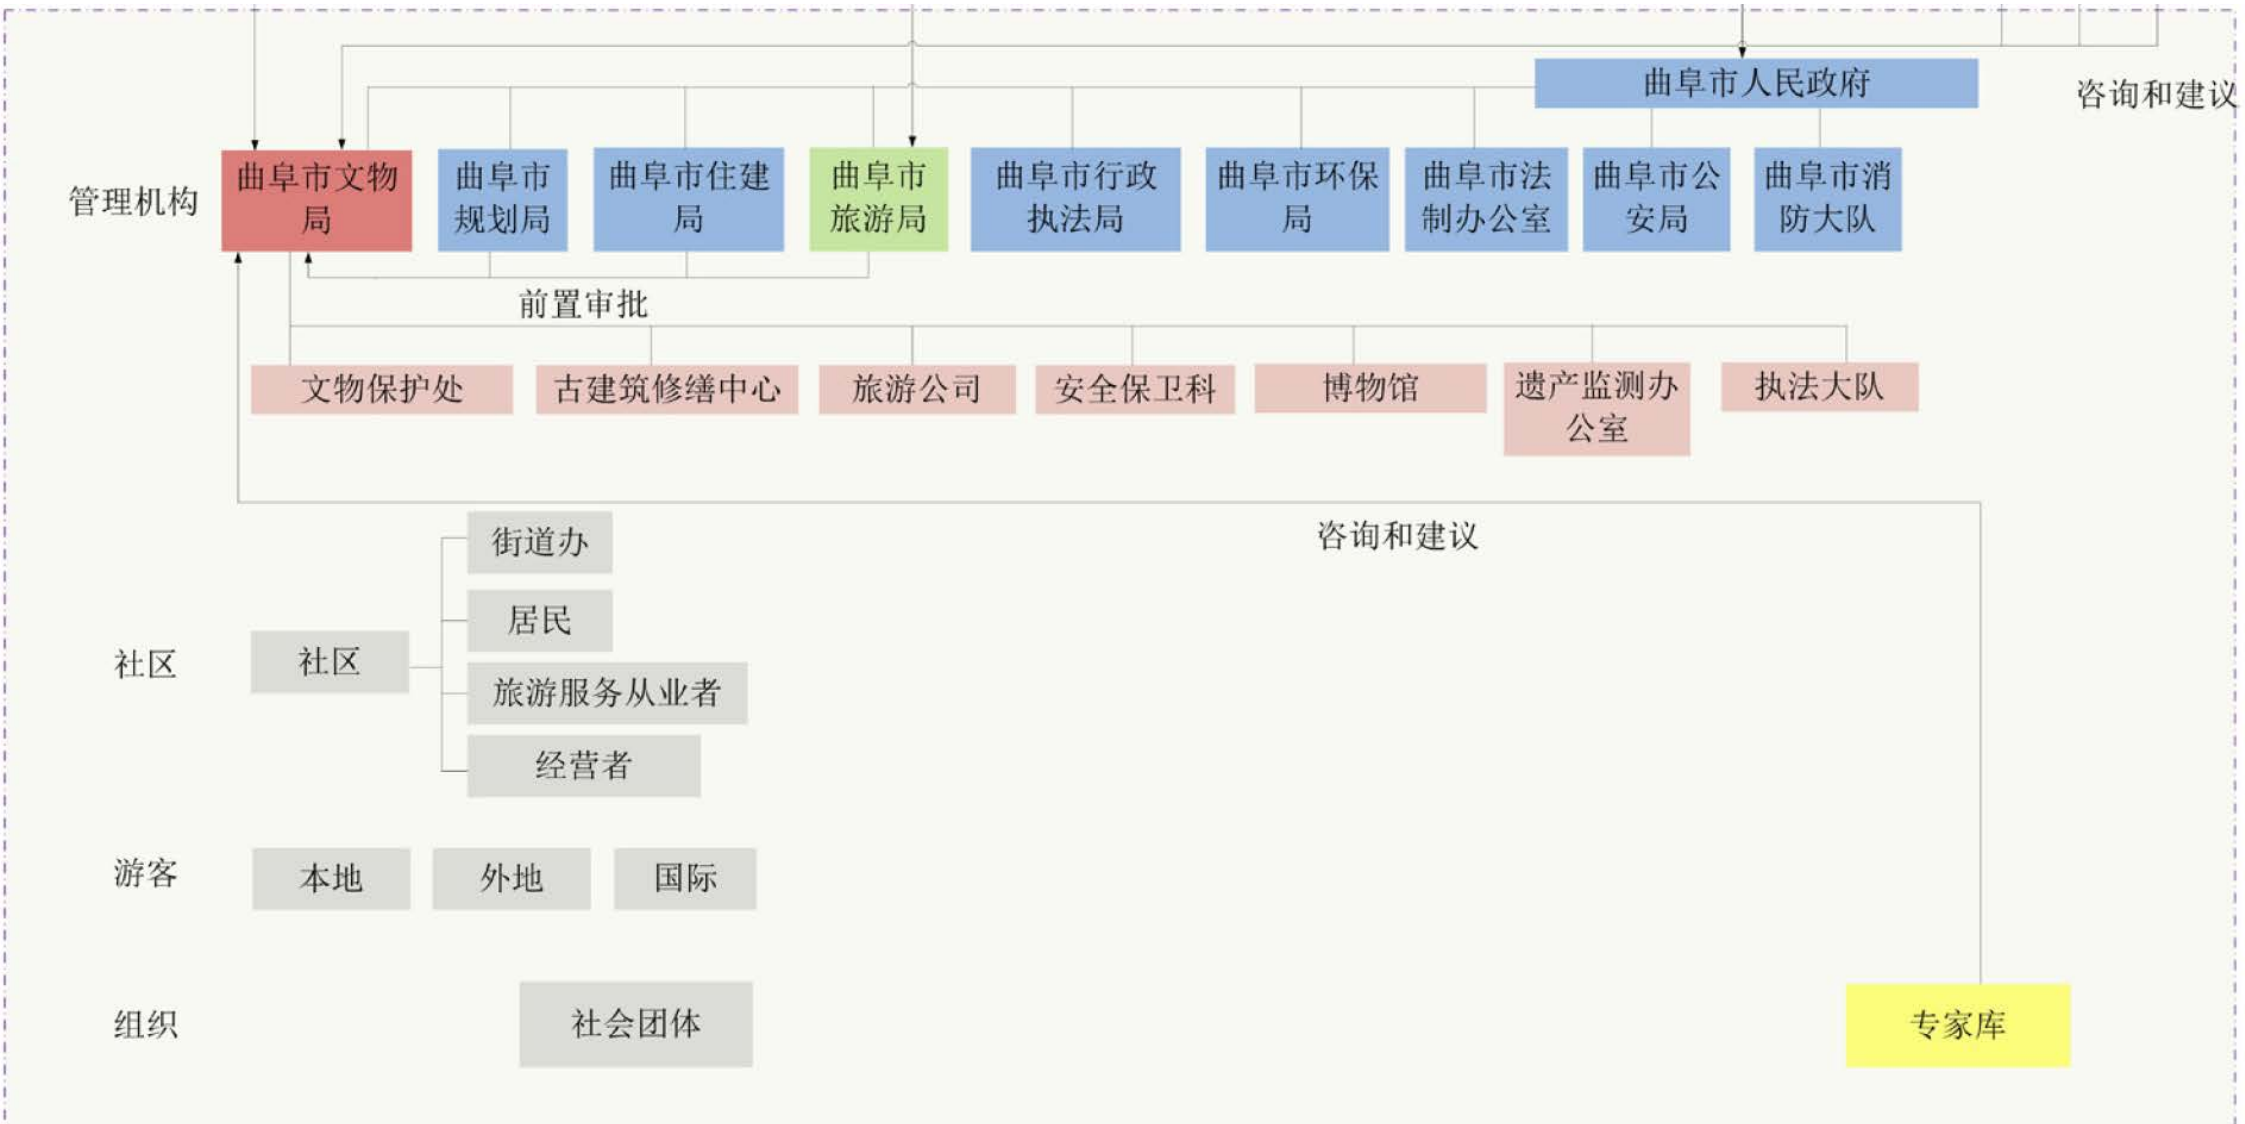 曲阜市人民政府
咨询和建议
管理机构
曲阜市文物
局
曲阜市
规划局
曲阜市住建
局
曲阜市
旅游局
曲阜市行政
执法局
曲阜市环保
局
曲阜市法
制办公室
曲阜市公
安局
曲阜市消
防大队
前置审批
文物保护处
古建筑修缮中心
旅游公司
安全保卫科
博物馆
遗产监测办
公室
执法大队
咨询和建议
街道办
居民
社区
社区
旅游服务从业者
经营者
游客
本地
外地
国际
组织
社会团体
专家库